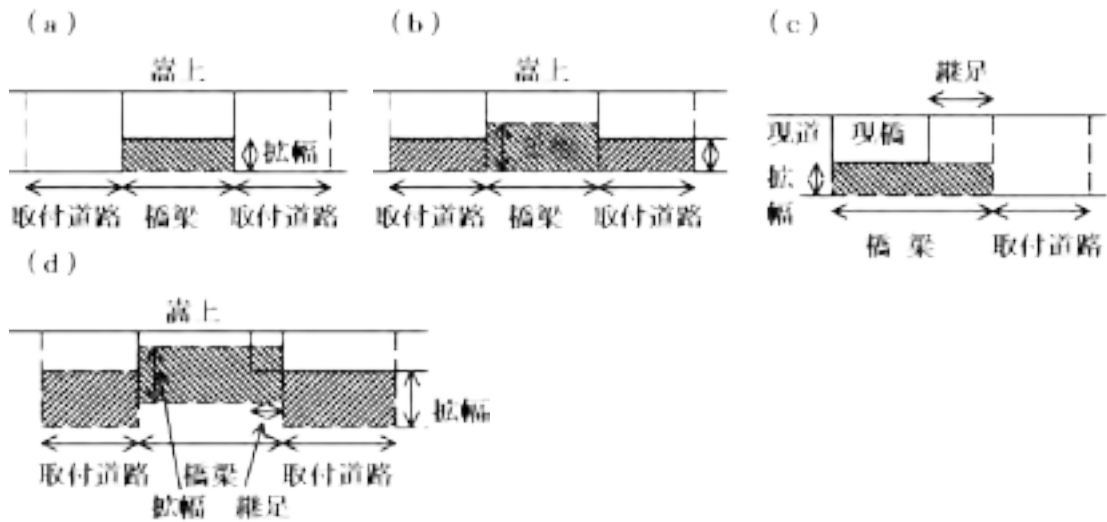 (a)
嵩上
拡幅
取付道路 橋梁 取付道路
(b)
嵩上
取付道路 橋梁 取付道路
(c)
継足
現道 現橋
拡幅
橋 梁 取付道路
(d)
嵩上
拡幅
取付道路 橋梁 取付道路
拡幅 継足